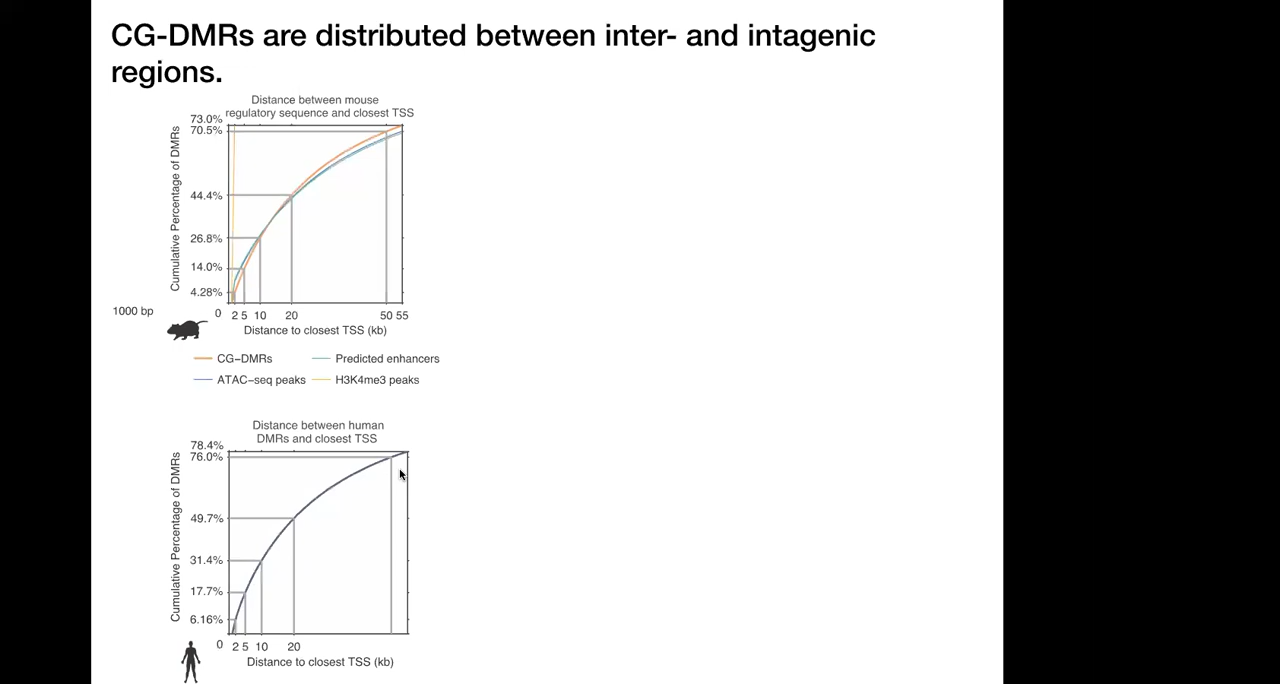 CG-DMRs are distributed between inter- and intagenic
regions.
Distance between mouse
regulatory sequence and closest TSS
73.0%
70.5%
44.4%
26.8%
14.0%
4.28%
Cumulative Percentage of DMRs
1000 bp
0 2 5 10 20 50 55
Distance to closest TSS (kb)
CG−DMRs Predicted enhancers
ATAC−seq peaks H3K4me3 peaks
Distance between human
DMRs and closest TSS
78.4%
76.0%
49.7%
31.4%
17.7%
6.16%
Cumulative Percentage of DMRs
0 2 5 10 20
Distance to closest TSS (kb)